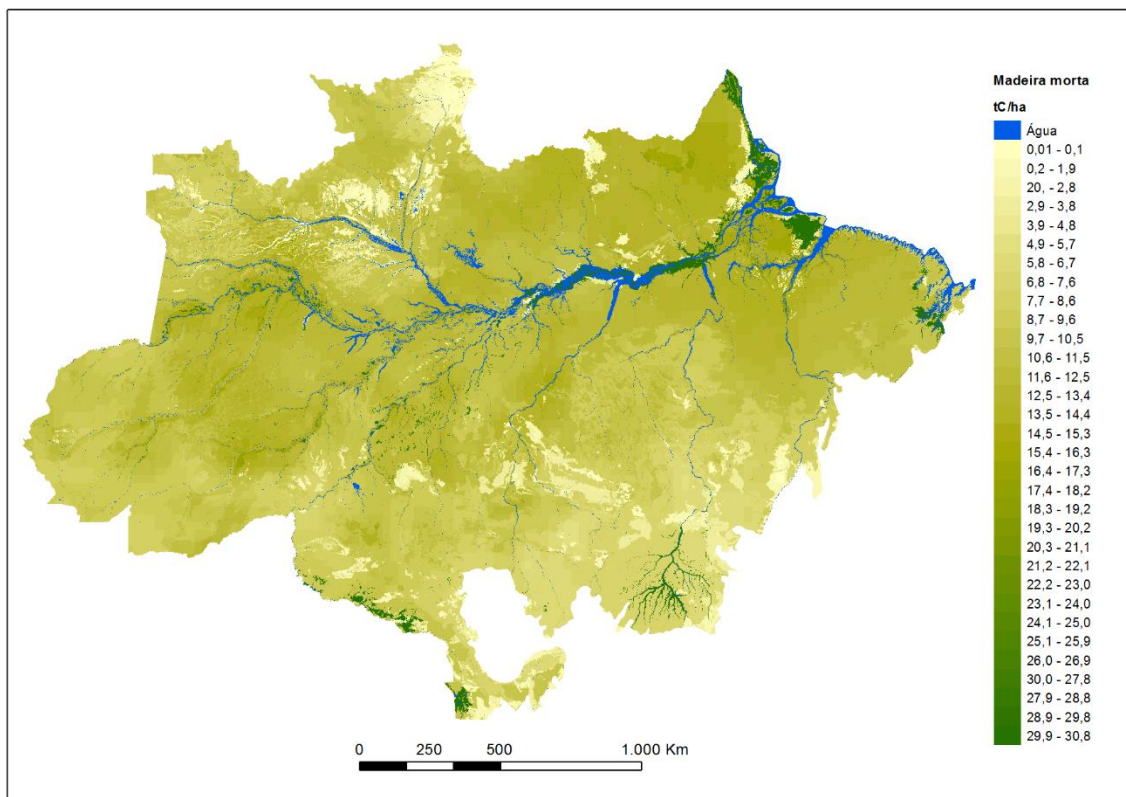 Madeira morta
tC/ha
Água
0,01 - 0,1
0,2 - 1,9
20, - 2,8
2,9 - 3,8
3,9 - 4,8
4,9 - 5,7
5,8 - 6,7
6,8 - 7,6
7,7 - 8,6
8,7 - 9,6
9,7 - 10,5
10,6 - 11,5
11,6 - 12,5
12,5 - 13,4
13,5 - 14,4
14,5 - 15,3
15,4 - 16,3
16,4 - 17,3
17,4 - 18,2
18,3 - 19,2
19,3 - 20,2
20,3 - 21,1
21,2 - 22,1
22,2 - 23,0
23,1 - 24,0
24,1 - 25,0
25,1 - 25,9
26,0 - 26,9
30,0 - 27,8
27,9 - 28,8
28,9 - 29,8
29,9 - 30,8
0 250 500 1.000 Km